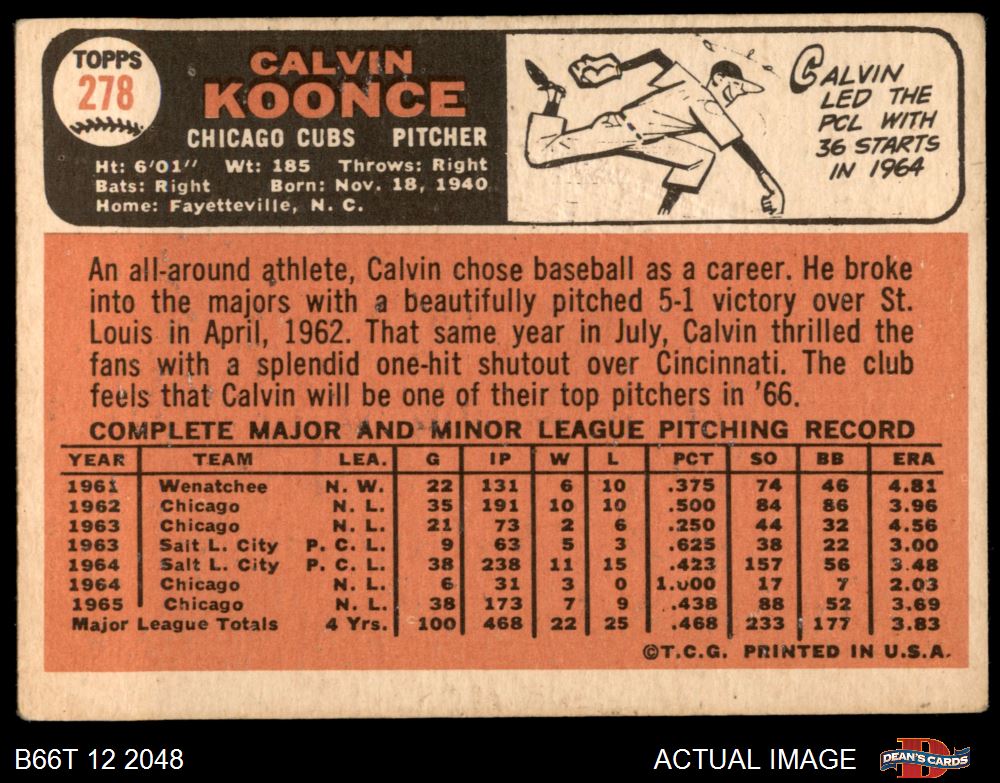 TOPPS
278
CALVIN
KOONCE
CHICAGO CUBS PITCHER
Ht: 6'01" Wt: 185 Throws: Right
Bats: Right Born: Nov. 18, 1940
Home: Fayetteville, N. C.
CALVIN
LED THE
PCL WITH
36 STARTS
IN 1964
An all-around athlete, Calvin chose baseball as a career. He broke
into the majors with a beautifully pitched 5-1 victory over St.
Louis in April, 1962. That same year in July, Calvin thrilled the
fans with a splendid one-hit shutout over Cincinnati. The club
feels that Calvin will be one of their top pitchers in '66.
COMPLETE MAJOR AND MINOR LEAGUE PITCHING RECORD
YEAR TEAM LEA. G IP W L PCT SO BB ERA
1961 Wenatchee N. W. 22 131 6 10 .375 74 46 4.81
1962 Chicago N. L. 35 191 10 10 .500 84 86 3.96
1963 Chicago N. L. 21 73 2 6 .250 44 32 4.56
1963 Salt L. City P. C. L. 9 63 5 3 .625 38 22 3.00
1964 Salt L. City P. C. L. 38 238 11 15 .423 157 56 3.48
1964 Chicago N. L. 6 31 3 0 1.000 17 7 2.03
1965 Chicago N. L. 38 173 7 9 .438 88 52 3.69
Major League Totals 4 Yrs. 100 468 22 25 .468 233 177 3.83
©T.C.G. PRINTED IN U.S.A.
B66T 12 2048 ACTUAL IMAGE
DEAN'S CARDS